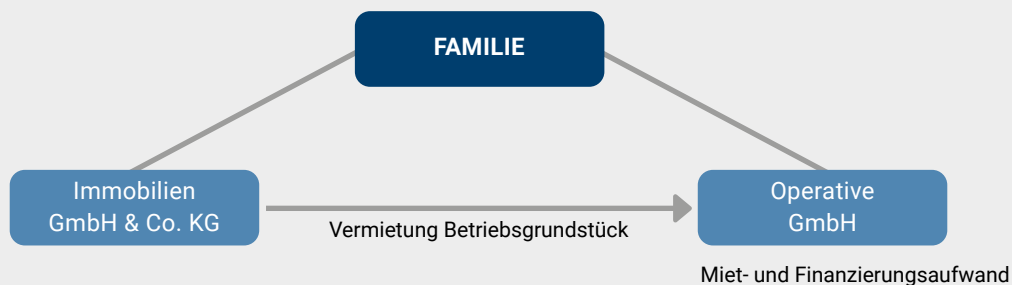 FAMILIE
Immobilien
GmbH & Co. KG
Vermietung Betriebsgrundstück
Operative
GmbH
Miet- und Finanzierungsaufwand